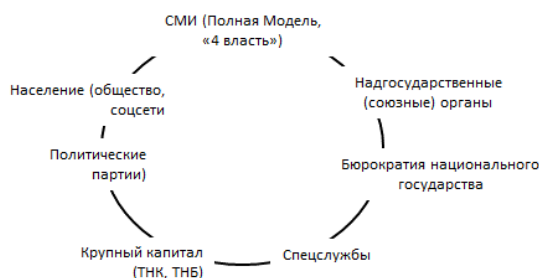 СМИ (Полная Модель,
«4 власть»)
Население (общество,
соцсети
Надгосударственные
(союзные) органы
Политические
партии)
Бюрократия национального
государства
Крупный капитал
(ТНК, ТНБ)
Спецслужбы